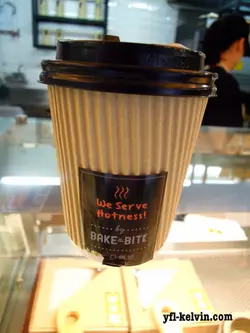 We Serve
Hotness!
by
BAKE & BITE
yfl-kelvin.com